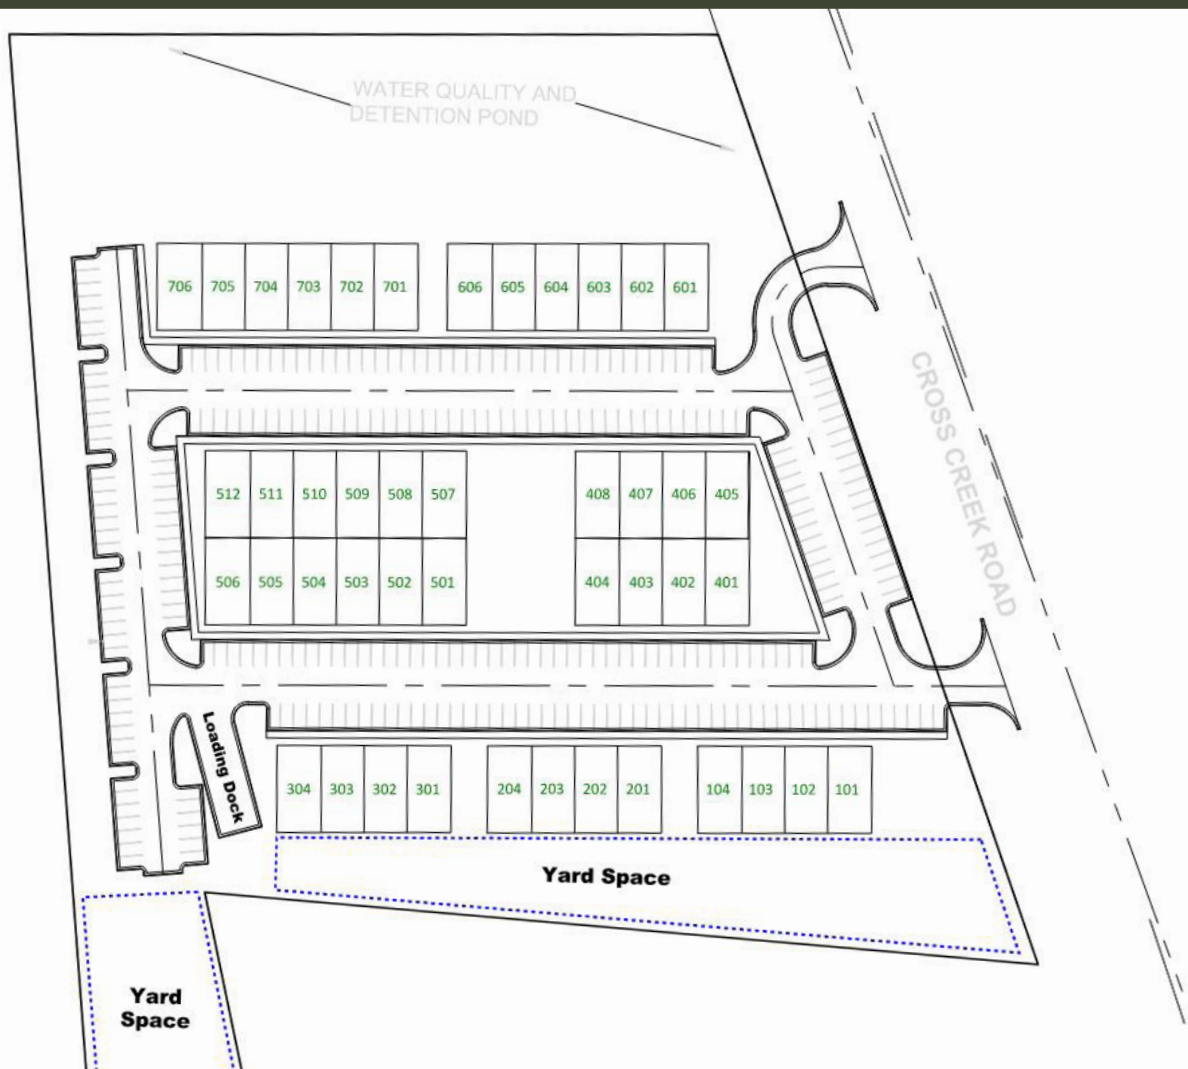 WATER QUALITY AND
DETENTION POND
706 705 704 703 702 701 606 605 604 603 602 601
CROSS CREEK ROAD
512 511 510 509 508 507 408 407 406 405
506 505 504 503 502 501 404 403 402 401
Loading Dock
304 303 302 301 204 203 202 201 104 103 102 101
Yard Space
Yard
Space